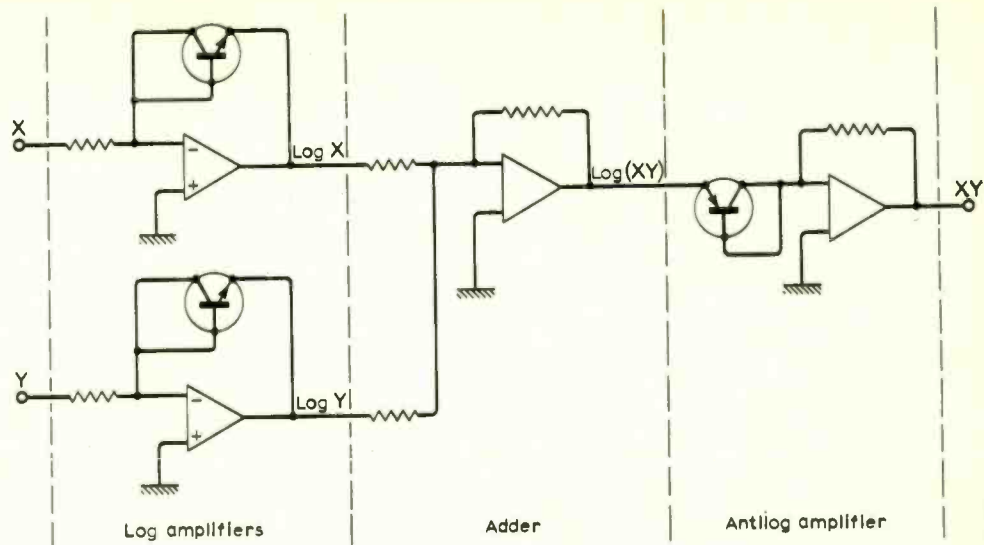 X
Log X
Log (XY)
XY
Y
Log Y
- +
- +
Log amplifiers
Adder
Antilog amplifier